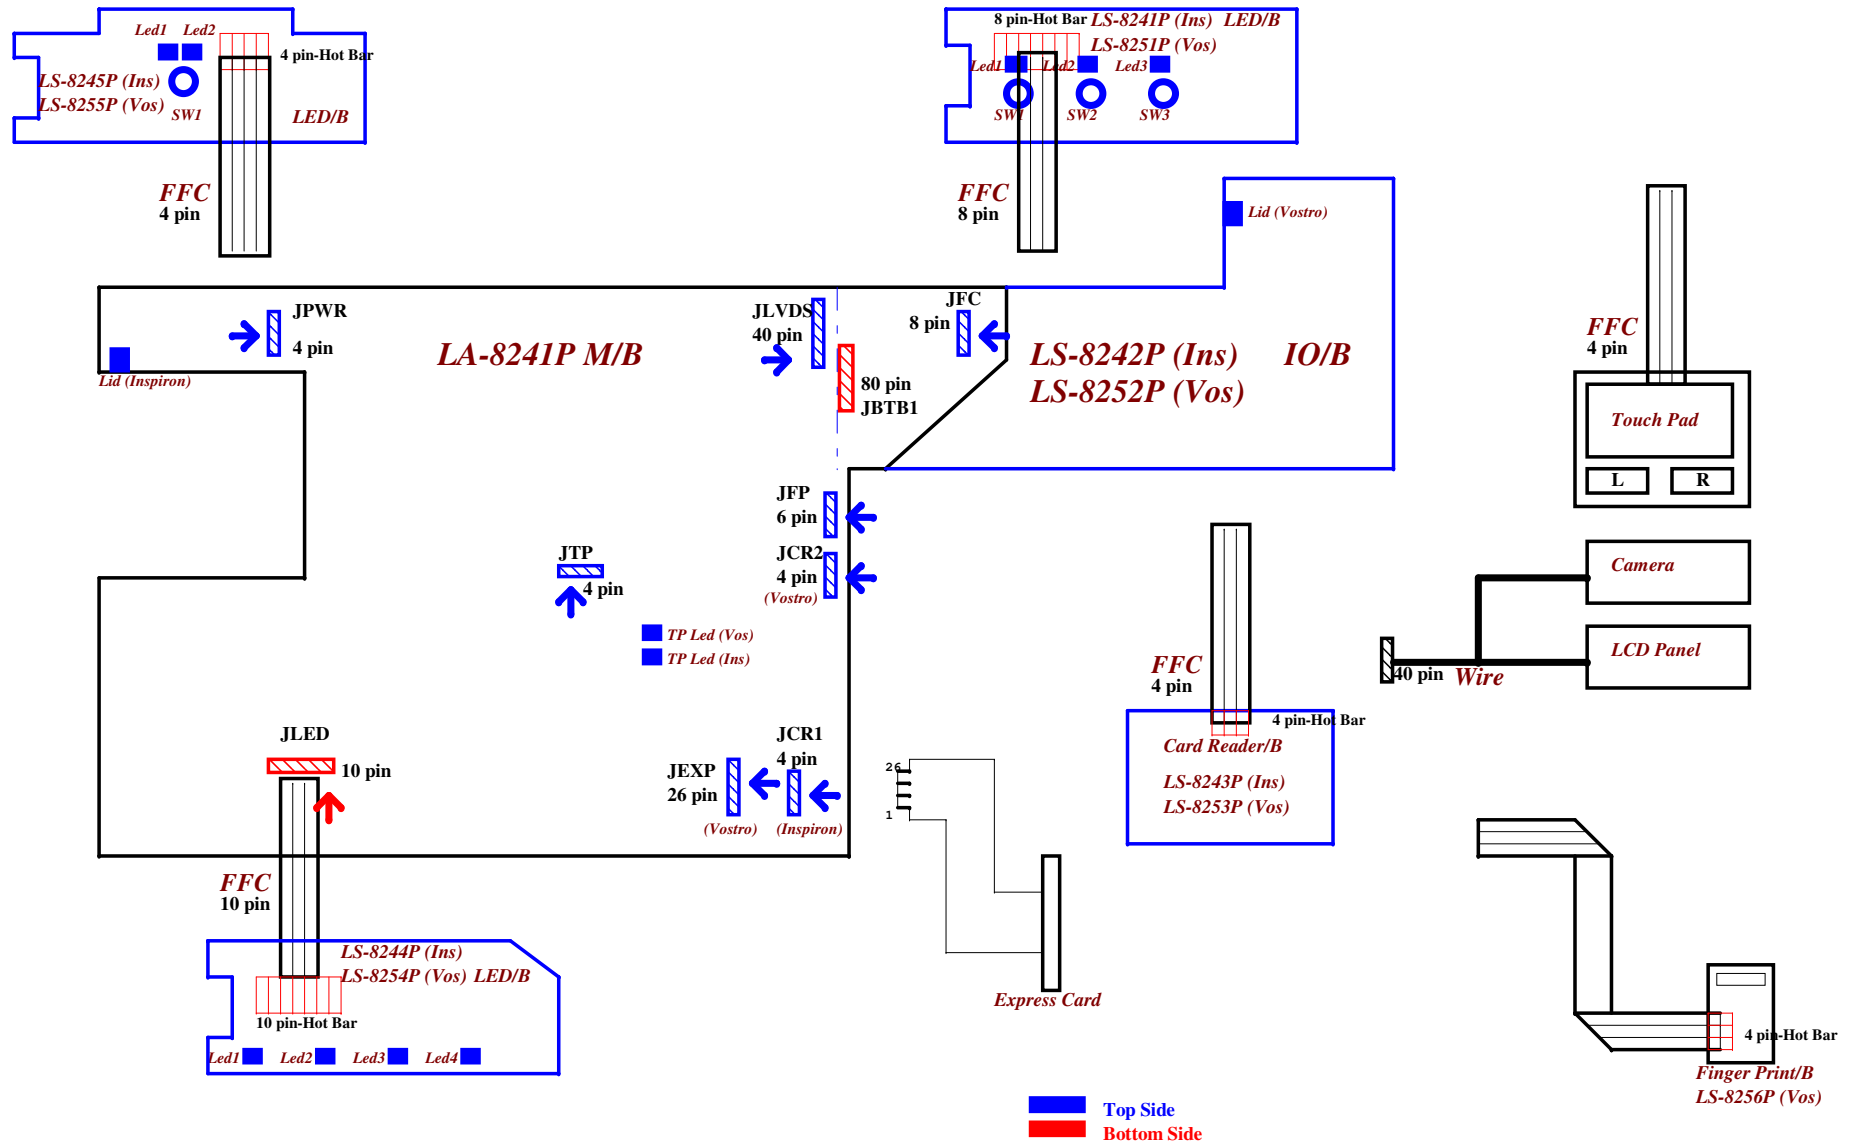 Led1 Led2
4 pin-Hot Bar
LS-8245P (Ins)
LS-8255P (Vos)
SW1
LED/B
FFC
4 pin
8 pin-Hot Bar LS-8241P (Ins) LED/B
LS-8251P (Vos)
Led1 Led2 Led3
SW1 SW2 SW3
FFC
8 pin
Lid (Vostro)
JPWR
4 pin
Lid (Inspiron)
LA-8241P M/B
JLVDS
40 pin
80 pin
JBTB1
JFC
8 pin
LS-8242P (Ins) IO/B
LS-8252P (Vos)
FFC
4 pin
Touch Pad
L R
JFP
6 pin
JCR2
4 pin
(Vostro)
JTP
4 pin
TP Led (Vos)
TP Led (Ins)
Camera
LCD Panel
40 pin Wire
FFC
4 pin
4 pin-Hot Bar
Card Reader/B
LS-8243P (Ins)
LS-8253P (Vos)
JLED
10 pin
JEXP
26 pin
(Vostro)
JCR1
4 pin
(Inspiron)
26
1
Express Card
FFC
10 pin
LS-8244P (Ins)
LS-8254P (Vos) LED/B
10 pin-Hot Bar
Led1 Led2 Led3 Led4
4 pin-Hot Bar
Finger Print/B
LS-8256P (Vos)
Top Side
Bottom Side